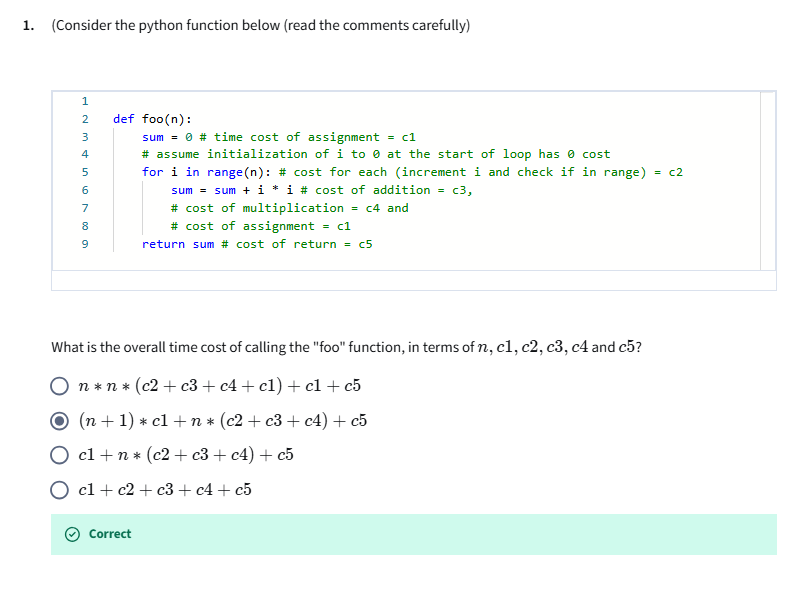 1. (Consider the python function below (read the comments carefully)
1
2 def foo(n):
3 sum = 0 # time cost of assignment = c1
4 # assume initialization of i to 0 at the start of loop has 0 cost
5 for i in range(n): # cost for each (increment i and check if in range) = c2
6 sum = sum + i * i # cost of addition = c3,
7 # cost of multiplication = c4 and
8 # cost of assignment = c1
9 return sum # cost of return = c5
What is the overall time cost of calling the "foo" function, in terms of n, c1, c2, c3, c4 and c5?
n ∗ n ∗ (c2 + c3 + c4 + c1) + c1 + c5
(n + 1) ∗ c1 + n ∗ (c2 + c3 + c4) + c5
c1 + n ∗ (c2 + c3 + c4) + c5
c1 + c2 + c3 + c4 + c5
Correct